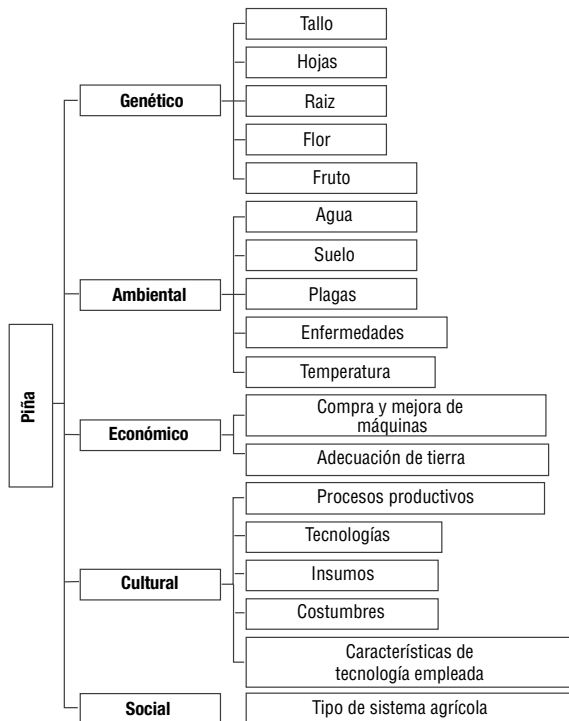 Piña
Genético
Tallo
Hojas
Raiz
Flor
Fruto
Ambiental
Agua
Suelo
Plagas
Enfermedades
Temperatura
Económico
Compra y mejora de
máquinas
Adecuación de tierra
Cultural
Procesos productivos
Tecnologías
Insumos
Costumbres
Características de
tecnología empleada
Social
Tipo de sistema agrícola